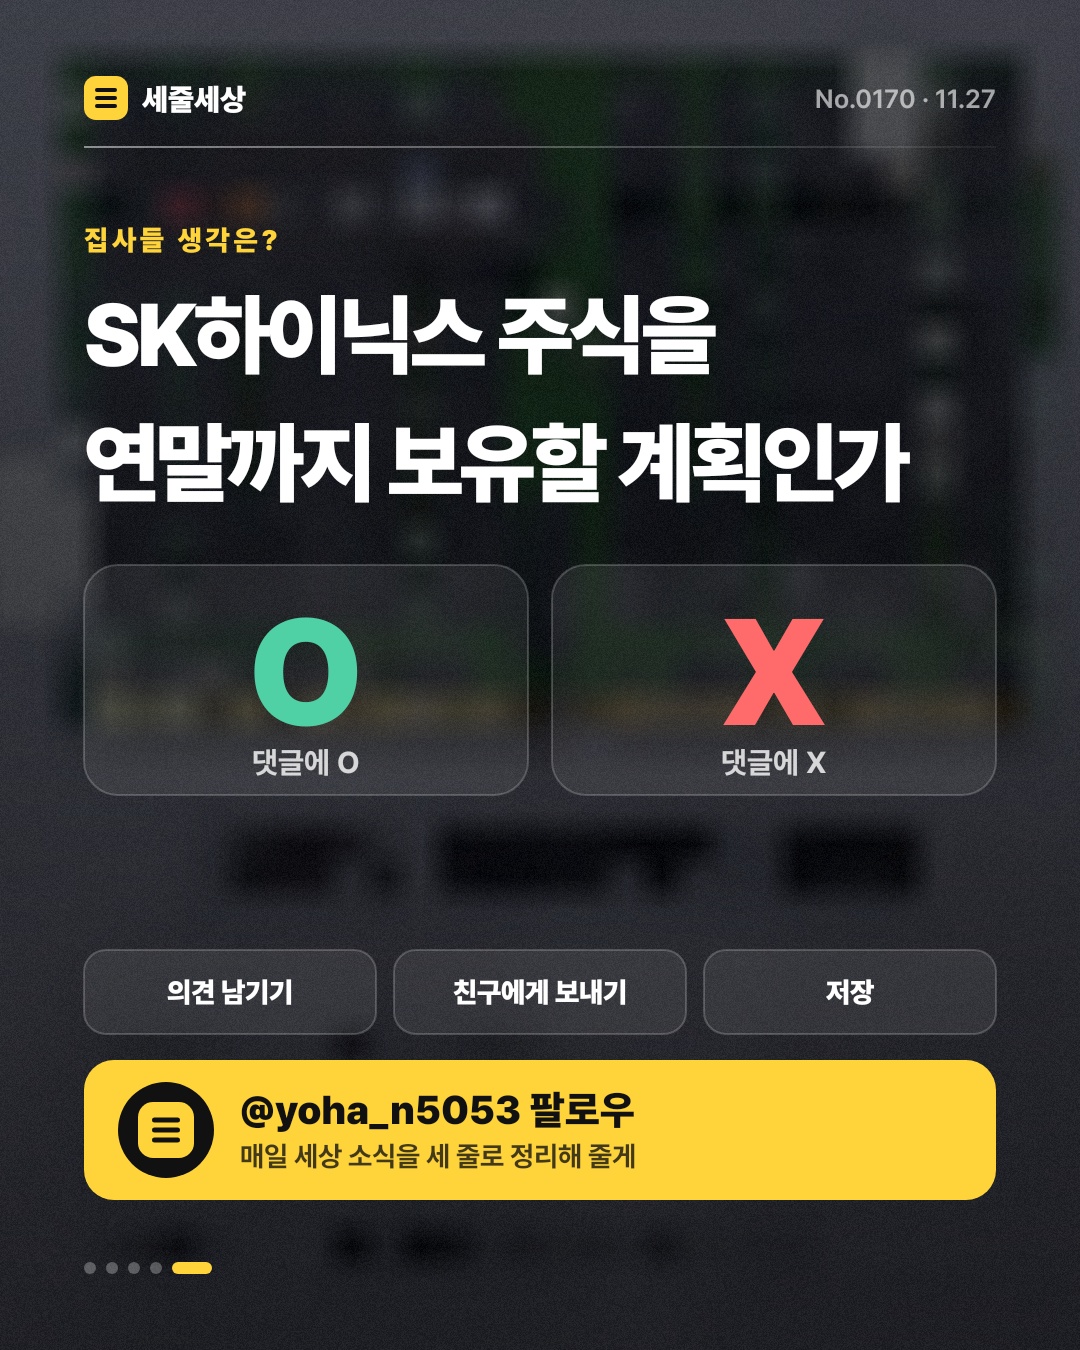 세줄세상
No.0170 · 11.27
집사들 생각은?
SK하이닉스 주식을
연말까지 보유할 계획인가
O
댓글에 O
X
댓글에 X
의견 남기기
친구에게 보내기
저장
@yoha_n5053 팔로우
매일 세상 소식을 세 줄로 정리해 줄게